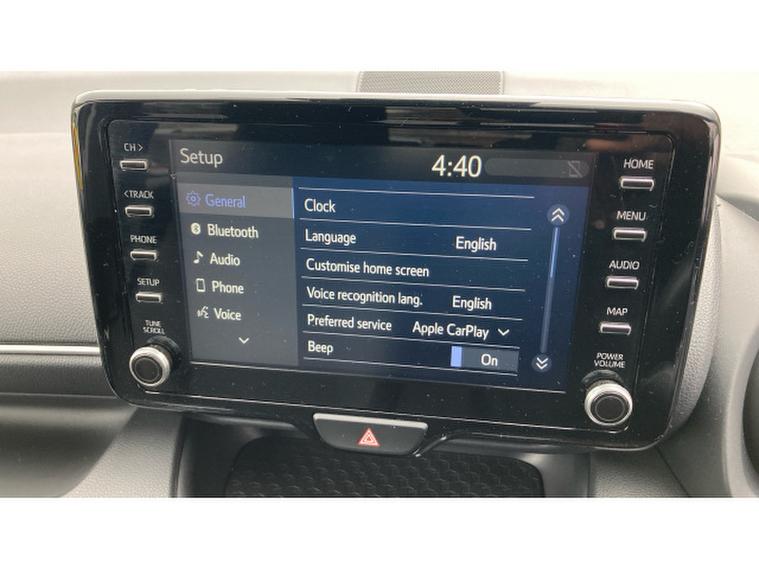 CH >
< TRACK
PHONE
SETUP
TUNE
SCROLL
Setup
4:40
General
Bluetooth
Audio
Phone
Voice
Clock
Language English
Customise home screen
Voice recognition lang. English
Preferred service Apple CarPlay
Beep On
HOME
MENU
AUDIO
MAP
POWER
VOLUME